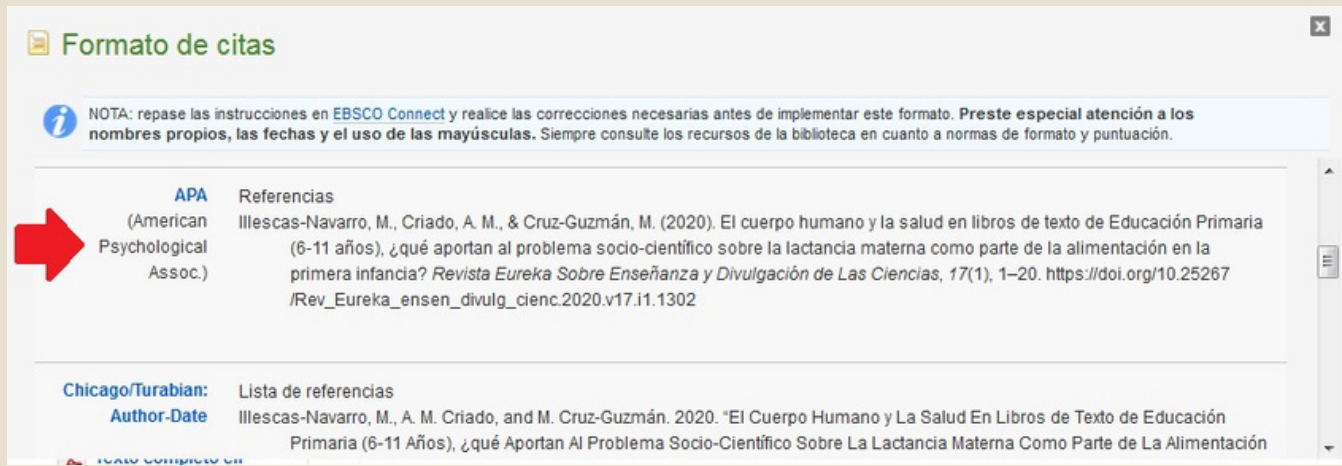 Formato de citas
NOTA: repase las instrucciones en EBSCO Connect y realice las correcciones necesarias antes de implementar este formato. Preste especial atención a los
nombres propios, las fechas y el uso de las mayúsculas. Siempre consulte los recursos de la biblioteca en cuanto a normas de formato y puntuación.
APA
(American
Psychological
Assoc.)
Referencias
Illescas-Navarro, M., Criado, A. M., & Cruz-Guzmán, M. (2020). El cuerpo humano y la salud en libros de texto de Educación Primaria
(6-11 años), ¿qué aportan al problema socio-científico sobre la lactancia materna como parte de la alimentación en la
primera infancia? Revista Eureka Sobre Enseñanza y Divulgación de Las Ciencias, 17(1), 1–20. https://doi.org/10.25267
/Rev_Eureka_ensen_divulg_cienc.2020.v17.i1.1302
Chicago/Turabian:
Author-Date
Lista de referencias
Illescas-Navarro, M., A. M. Criado, and M. Cruz-Guzmán. 2020. “El Cuerpo Humano y La Salud En Libros de Texto de Educación
Primaria (6-11 Años), ¿qué Aportan Al Problema Socio-Científico Sobre La Lactancia Materna Como Parte de La Alimentación
Texto completo en